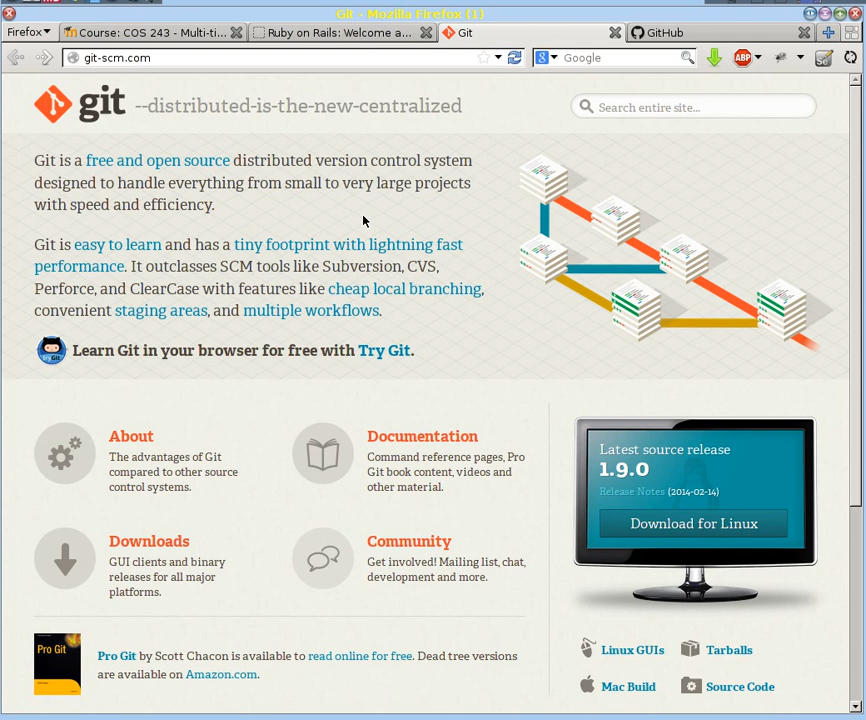 Git - Mozilla Firefox (1)
Firefox
Course: COS 243 - Multi-ti...
Ruby on Rails: Welcome a...
Git
GitHub
git-scm.com
Google
ABP
git --distributed-is-the-new-centralized
Search entire site...
Git is a free and open source distributed version control system
designed to handle everything from small to very large projects
with speed and efficiency.
Git is easy to learn and has a tiny footprint with lightning fast
performance. It outclasses SCM tools like Subversion, CVS,
Perforce, and ClearCase with features like cheap local branching,
convenient staging areas, and multiple workflows.
Learn Git in your browser for free with Try Git.
About
The advantages of Git
compared to other source
control systems.
Documentation
Command reference pages, Pro
Git book content, videos and
other material.
Downloads
GUI clients and binary
releases for all major
platforms.
Community
Get involved! Mailing list, chat,
development and more.
Latest source release
1.9.0
Release Notes (2014-02-14)
Download for Linux
Pro Git
Pro Git by Scott Chacon is available to read online for free. Dead tree versions
are available on Amazon.com.
Linux GUIs
Tarballs
Mac Build
Source Code